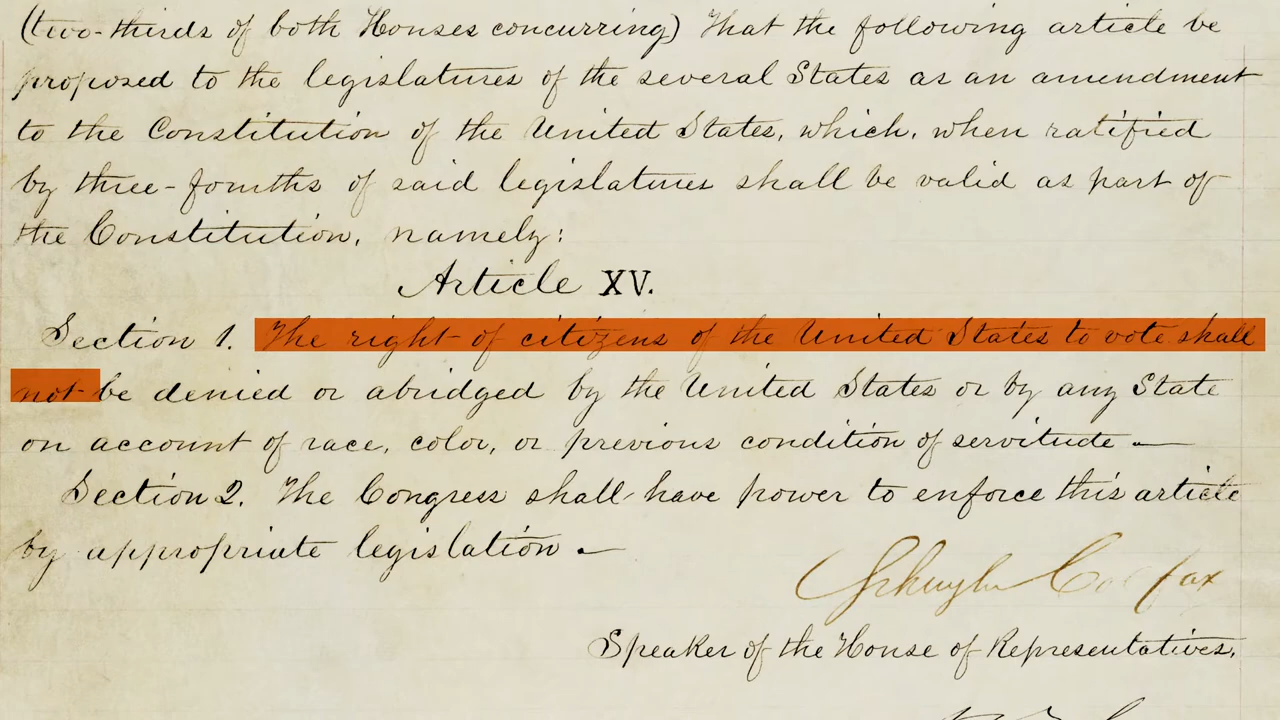 (two-thirds of both Houses concurring) That the following article be
proposed to the legislatures of the several States as an amendment
to the Constitution of the United States, which, when ratified
by three-fourths of said legislatures shall be valid as part of
the Constitution, namely:
Article XV.
Section 1. The right of citizens of the United States to vote shall
not be denied or abridged by the United States or by any State
on account of race, color, or previous condition of servitude —
Section 2. The Congress shall have power to enforce this article
by appropriate legislation —
Schuyler Colfax
Speaker of the House of Representatives.